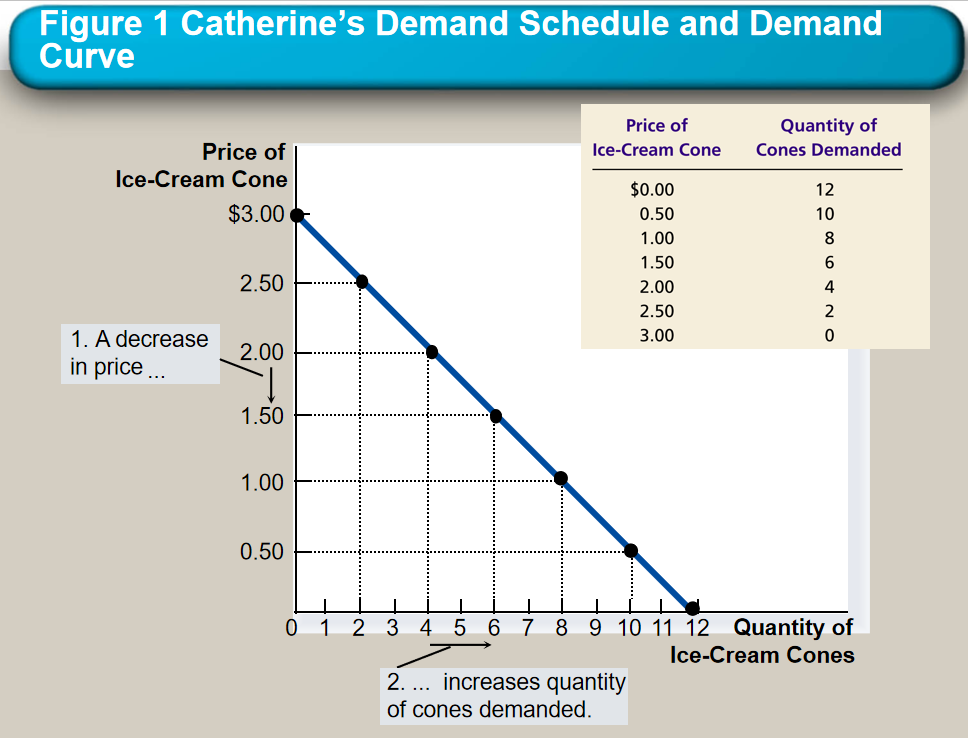 Figure 1 Catherine’s Demand Schedule and Demand
Curve
Price of Quantity of
Ice-Cream Cone Cones Demanded
$0.00 12
0.50 10
1.00 8
1.50 6
2.00 4
2.50 2
3.00 0
Price of
Ice-Cream Cone
$3.00
2.50
2.00
1.50
1.00
0.50
1. A decrease
in price ...
0 1 2 3 4 5 6 7 8 9 10 11 12
Quantity of
Ice-Cream Cones
2. ... increases quantity
of cones demanded.